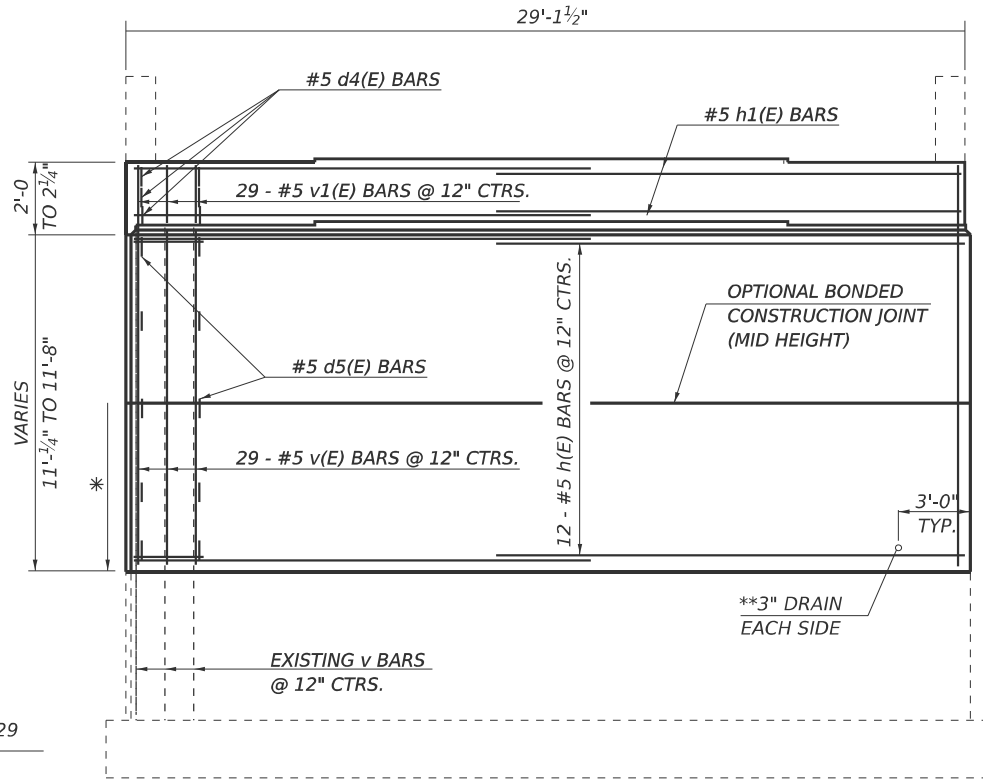 29'-1½"
#5 d4(E) BARS
#5 h1(E) BARS
2'-0
TO 2¼"
29 - #5 v1(E) BARS @ 12" CTRS.
12 - #5 h(E) BARS @ 12" CTRS.
OPTIONAL BONDED
CONSTRUCTION JOINT
(MID HEIGHT)
#5 d5(E) BARS
VARIES
11'-¼" TO 11'-8"
*
29 - #5 v(E) BARS @ 12" CTRS.
3'-0"
TYP.
**3" DRAIN
EACH SIDE
EXISTING v BARS
@ 12" CTRS.
29